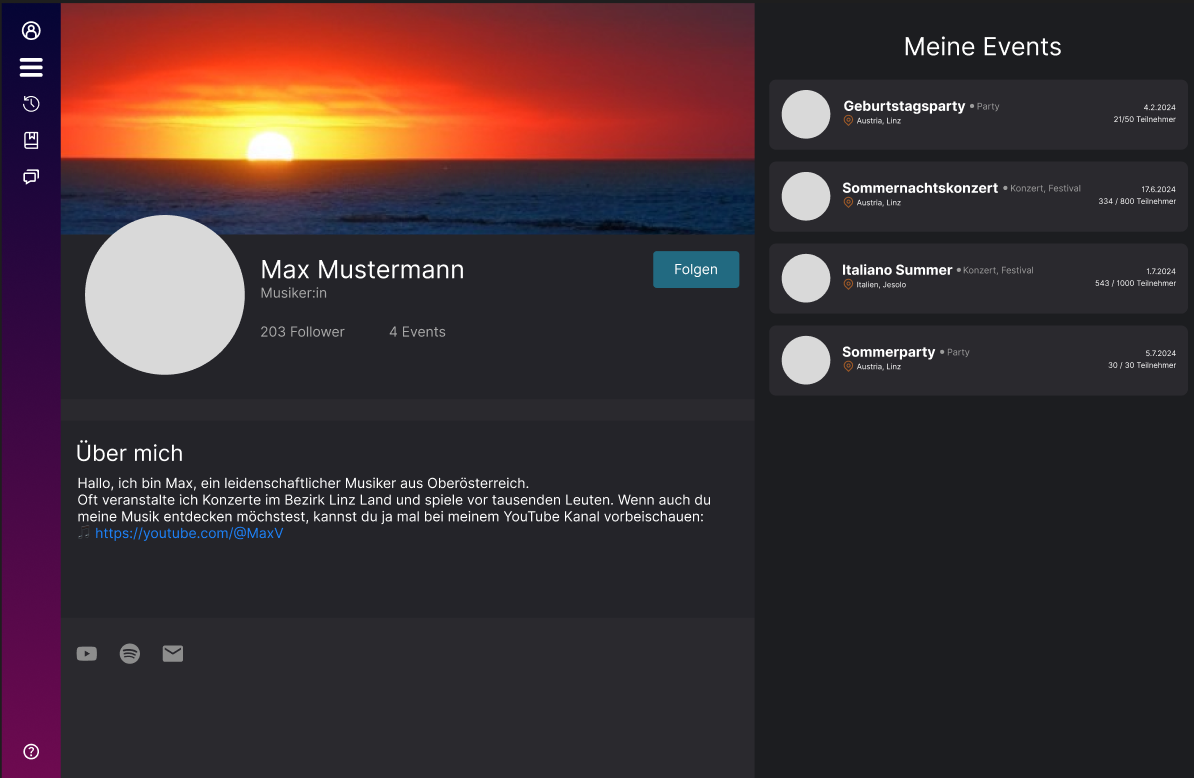 Max Mustermann
Musiker:in
203 Follower 4 Events
Folgen
Über mich
Hallo, ich bin Max, ein leidenschaftlicher Musiker aus Oberösterreich.
Oft veranstalte ich Konzerte im Bezirk Linz Land und spiele vor tausenden Leuten. Wenn auch du
meine Musik entdecken möchstest, kannst du ja mal bei meinem YouTube Kanal vorbeischauen:
🎵 https://youtube.com/@MaxV
Meine Events
Geburtstagsparty • Party
Austria, Linz
4.2.2024
21/50 Teilnehmer
Sommernachtskonzert • Konzert, Festival
Austria, Linz
17.6.2024
334 / 800 Teilnehmer
Italiano Summer • Konzert, Festival
Italien, Jesolo
1.7.2024
543 / 1000 Teilnehmer
Sommerparty • Party
Austria, Linz
5.7.2024
30 / 30 Teilnehmer